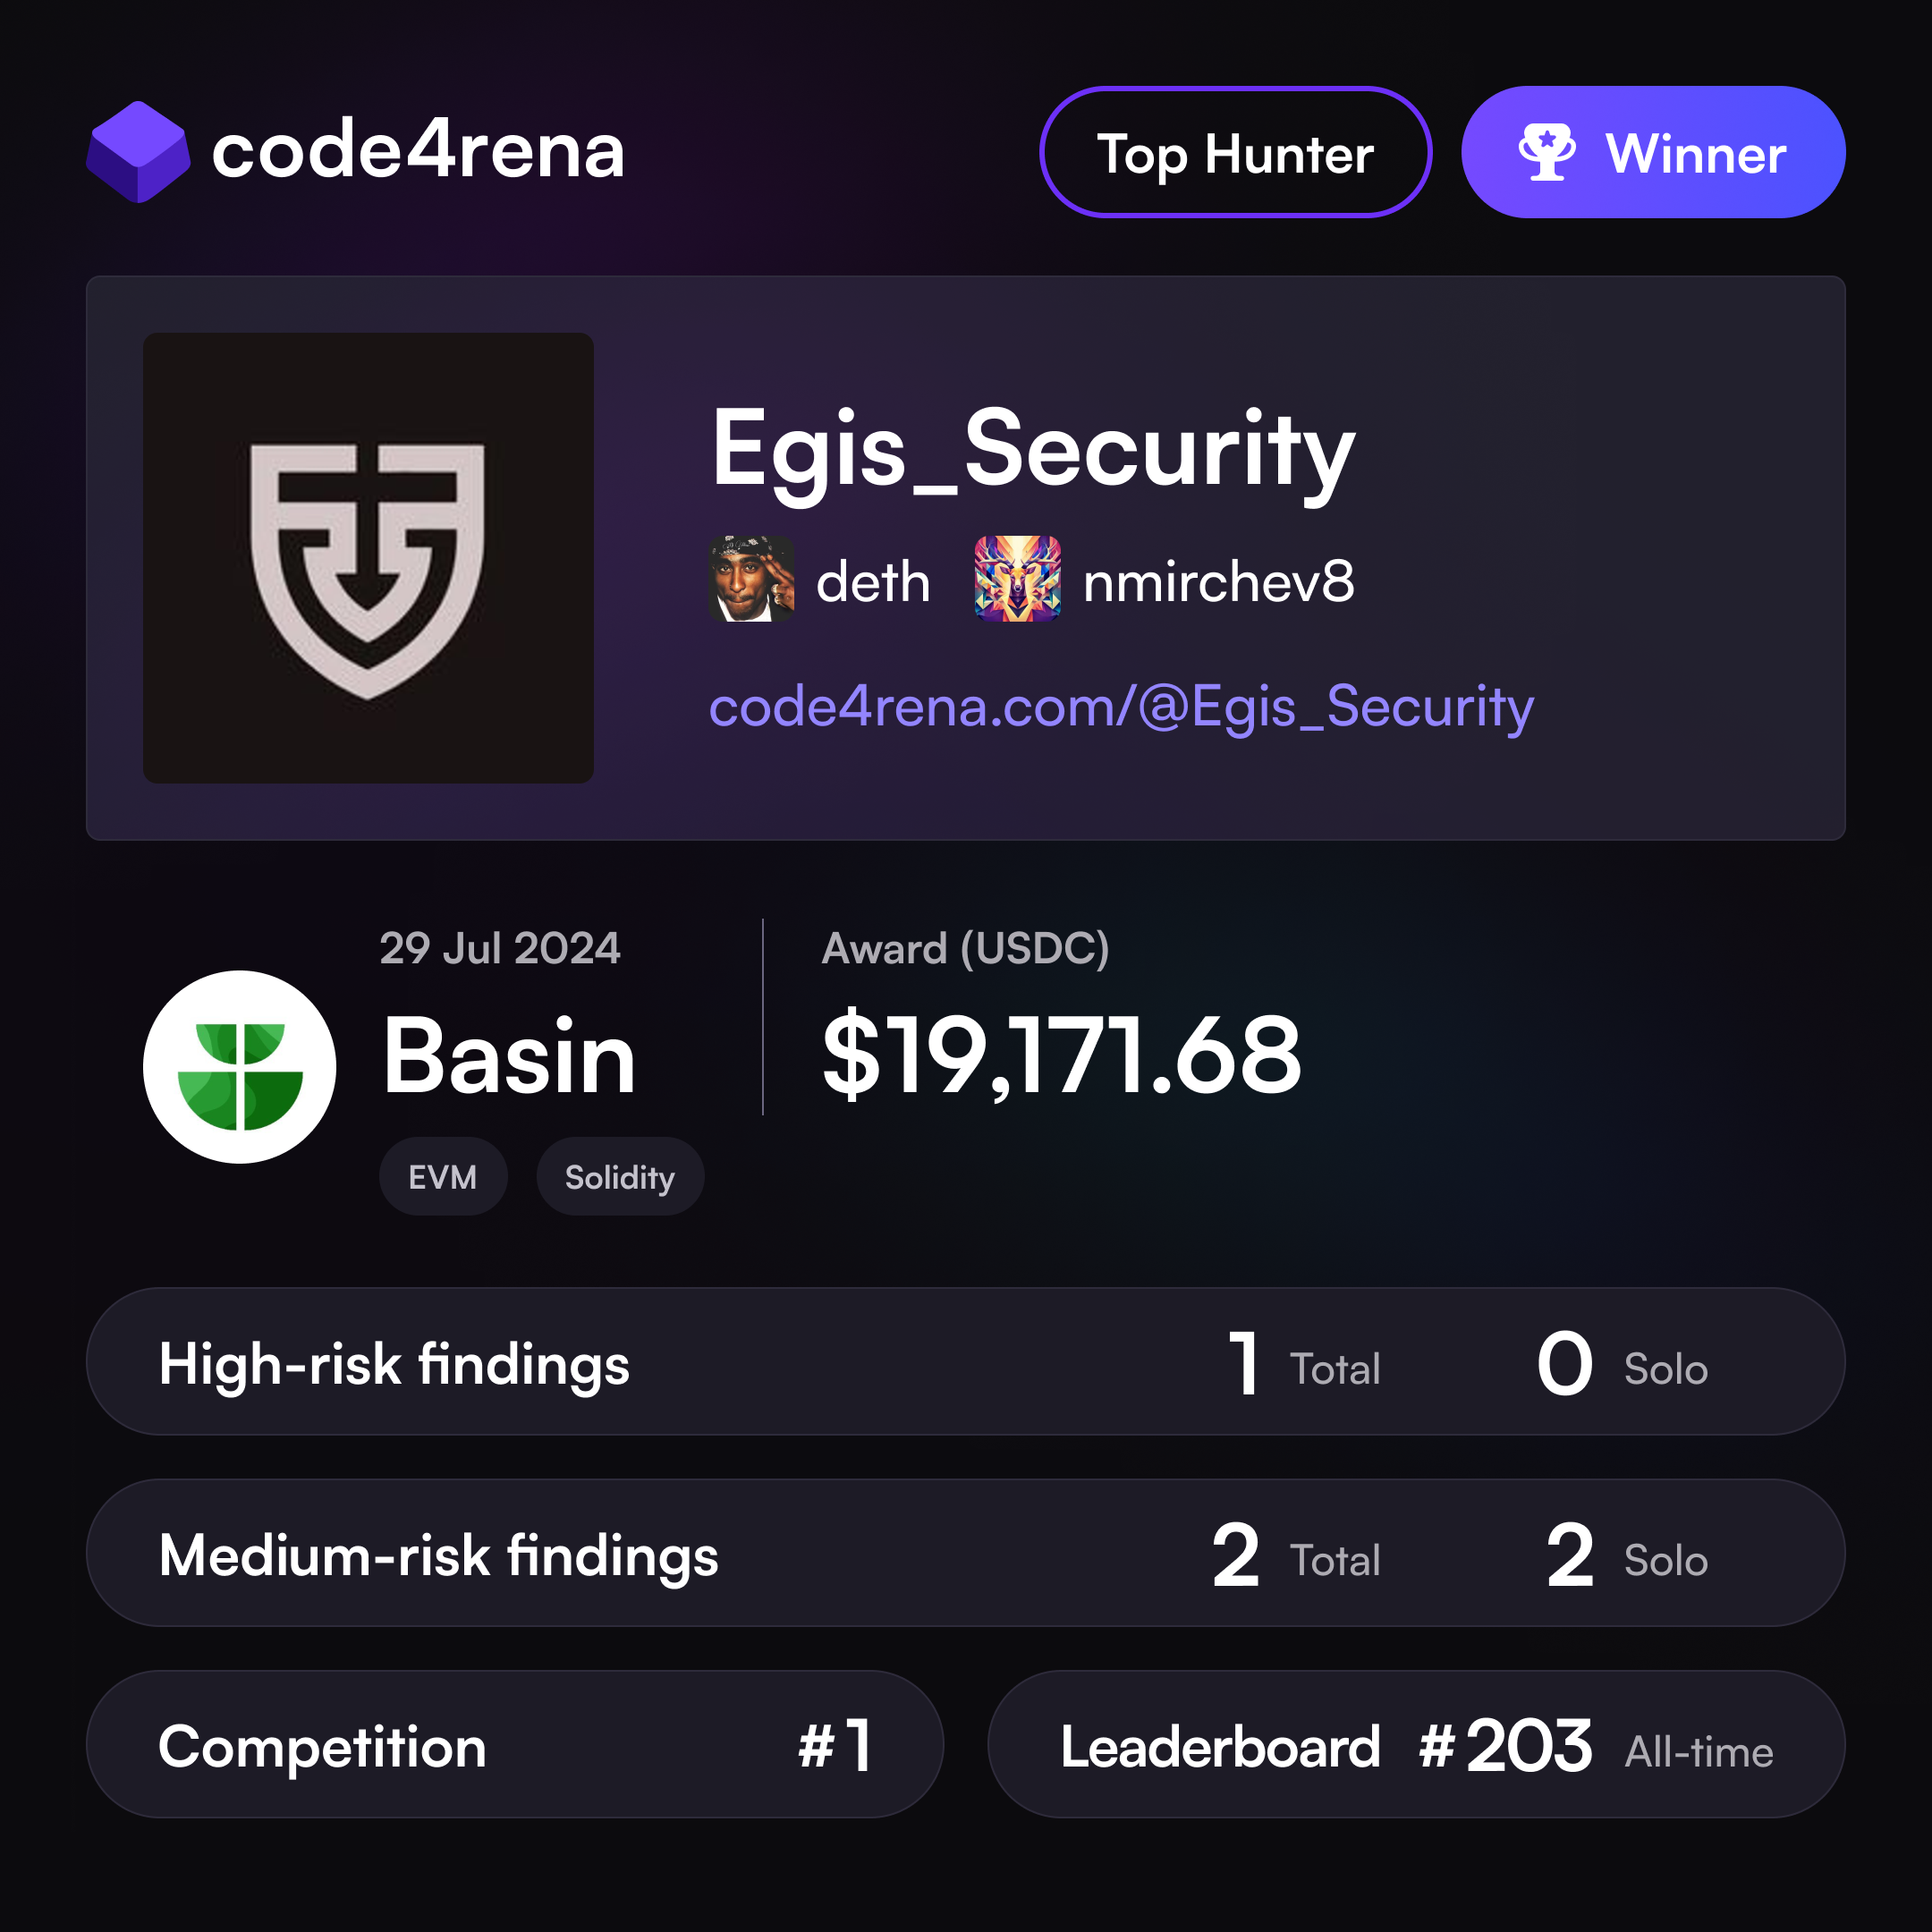 code4rena
Top Hunter
Winner
Egis_Security
deth nmirchev8
code4rena.com/@Egis_Security
29 Jul 2024
Basin
EVM Solidity
Award (USDC)
$19,171.68
High-risk findings 1 Total 0 Solo
Medium-risk findings 2 Total 2 Solo
Competition #1
Leaderboard #203 All-time